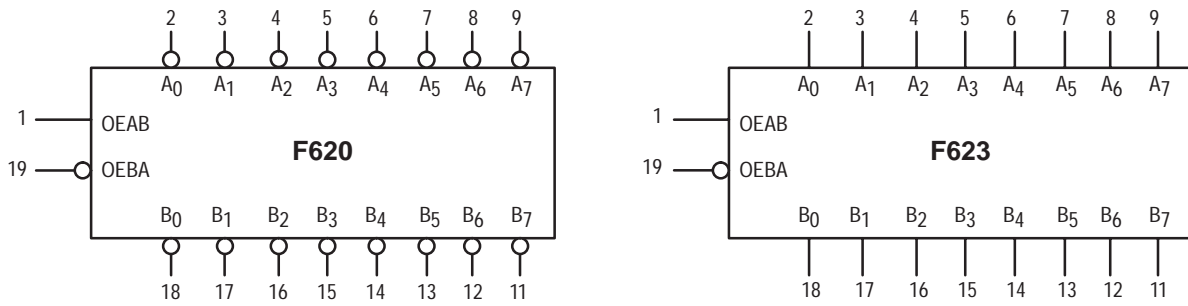 2 3 4 5 6 7 8 9
A0 A1 A2 A3 A4 A5 A6 A7
1 OEAB
F620
19 OEBA
B0 B1 B2 B3 B4 B5 B6 B7
18 17 16 15 14 13 12 11
2 3 4 5 6 7 8 9
A0 A1 A2 A3 A4 A5 A6 A7
1 OEAB
F623
19 OEBA
B0 B1 B2 B3 B4 B5 B6 B7
18 17 16 15 14 13 12 11